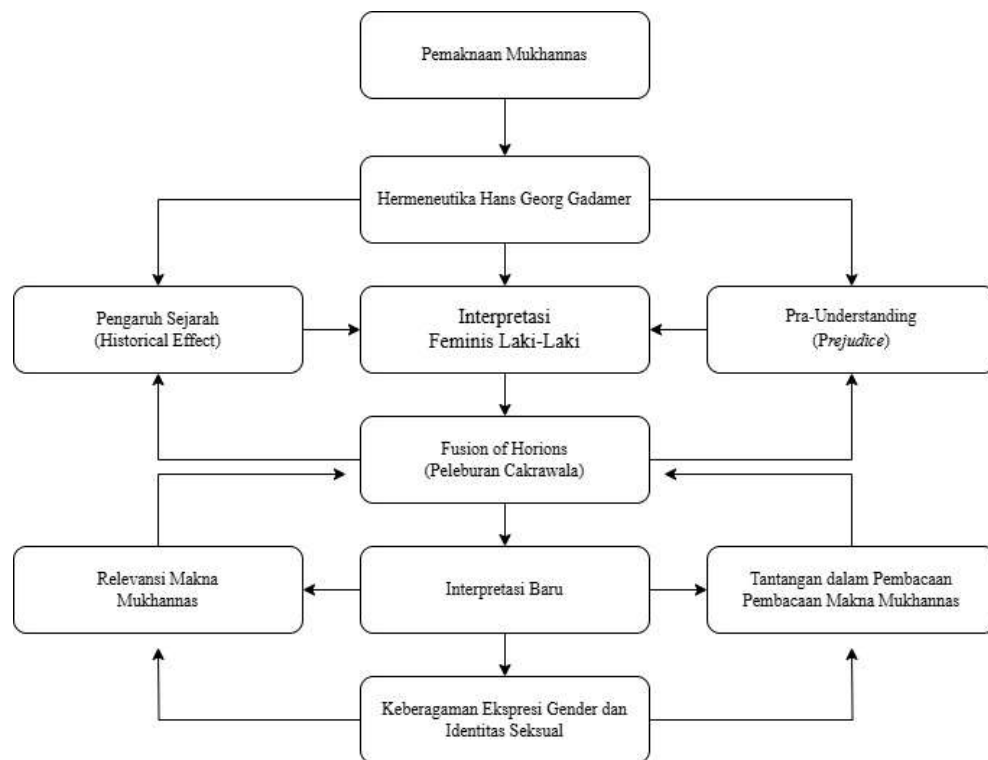 Pemaknaan Mukhannas
Hermeneutika Hans Georg Gadamer
Pengaruh Sejarah
(Historical Effect)
Interpretasi
Feminis Laki-Laki
Pra-Understanding
(Prejudice)
Fusion of Horions
(Peleburan Cakrawala)
Relevansi Makna
Mukhannas
Interpretasi Baru
Tantangan dalam Pembacaan
Pembacaan Makna Mukhannas
Keberagaman Ekspresi Gender dan
Identitas Seksual